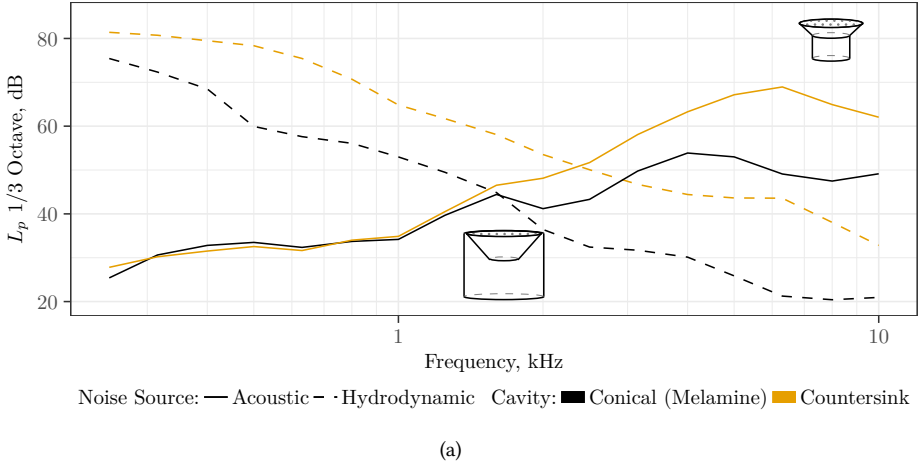 80
60
40
20
L_p 1/3 Octave, dB
1
10
Frequency, kHz
Noise Source: Acoustic Hydrodynamic Cavity: Conical (Melamine) Countersink
(a)